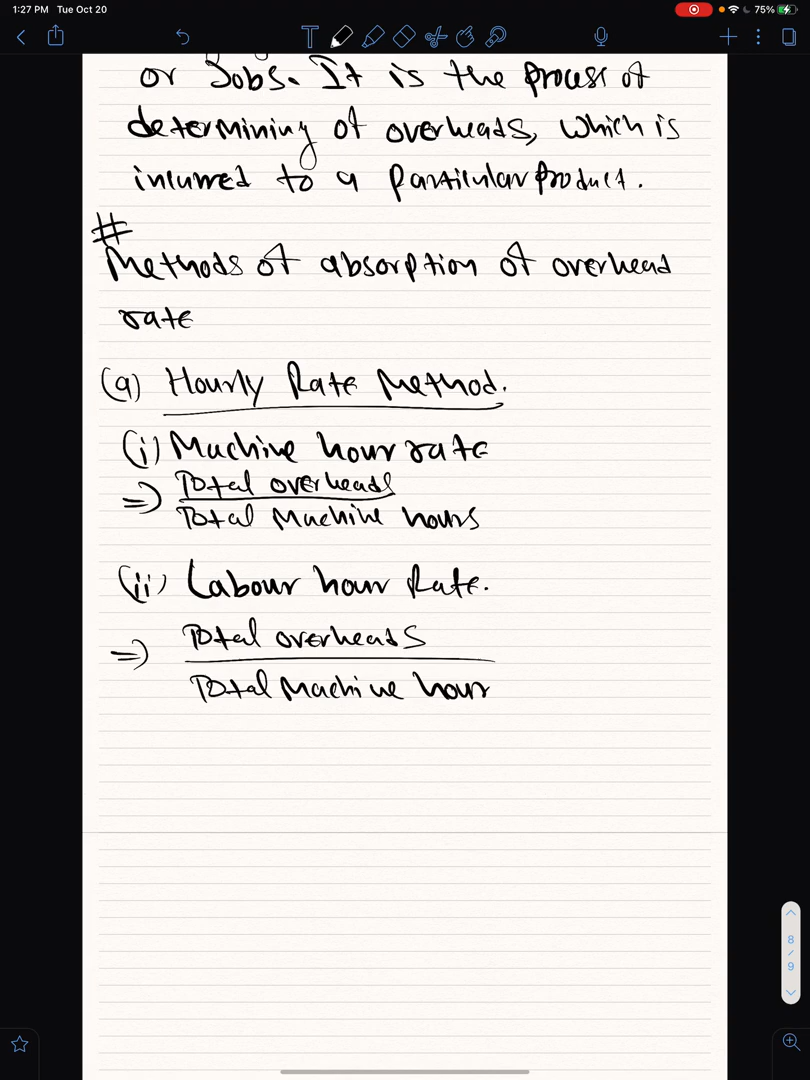 1:27 PM Tue Oct 20
75%
or Jobs. It is the process of
determining of overheads, which is
incurred to a particular product.
#
Methods of absorption of overhead
rate
(a) Hourly Rate Method.
(i) Machine hour rate
=> Total overheads
Total Machine hours
(ii) Labour hour Rate.
=> Total overheads
Total Machine hour
8
/
9